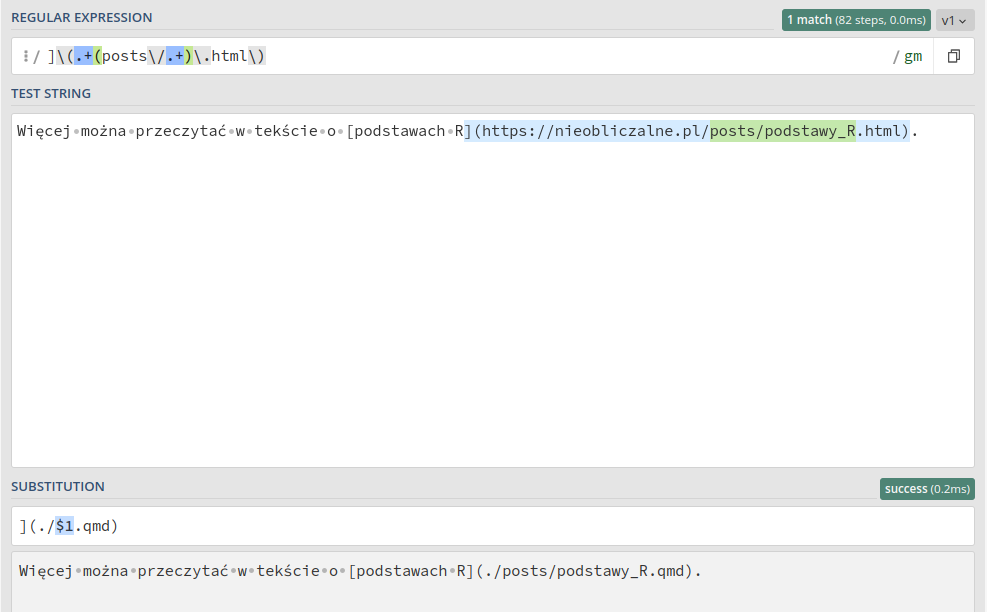 REGULAR EXPRESSION
1 match (82 steps, 0.0ms)
v1
/ ]\(.+(posts\/.+)\.html\)
/ gm
TEST STRING
Więcej·można·przeczytać·w·tekście·o·[podstawach·R](https://nieobliczalne.pl/posts/podstawy_R.html).
SUBSTITUTION
success (0.2ms)
](./$1.qmd)
Więcej·można·przeczytać·w·tekście·o·[podstawach·R](./posts/podstawy_R.qmd).